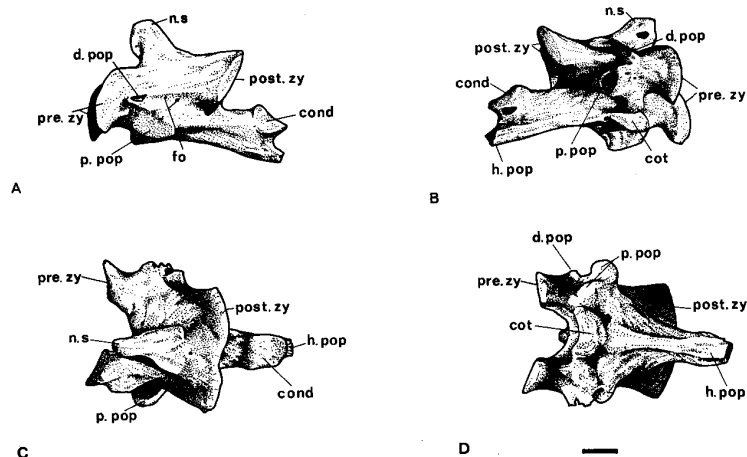 n.s
d.pop
post.zy
cond
pre.zy
p.pop
fo
A
n.s
d.pop
post.zy
cond
pre.zy
p.pop
cot
h.pop
B
pre.zy
post.zy
n.s
h.pop
cond
p.pop
C
d.pop
p.pop
pre.zy
post.zy
cot
h.pop
D